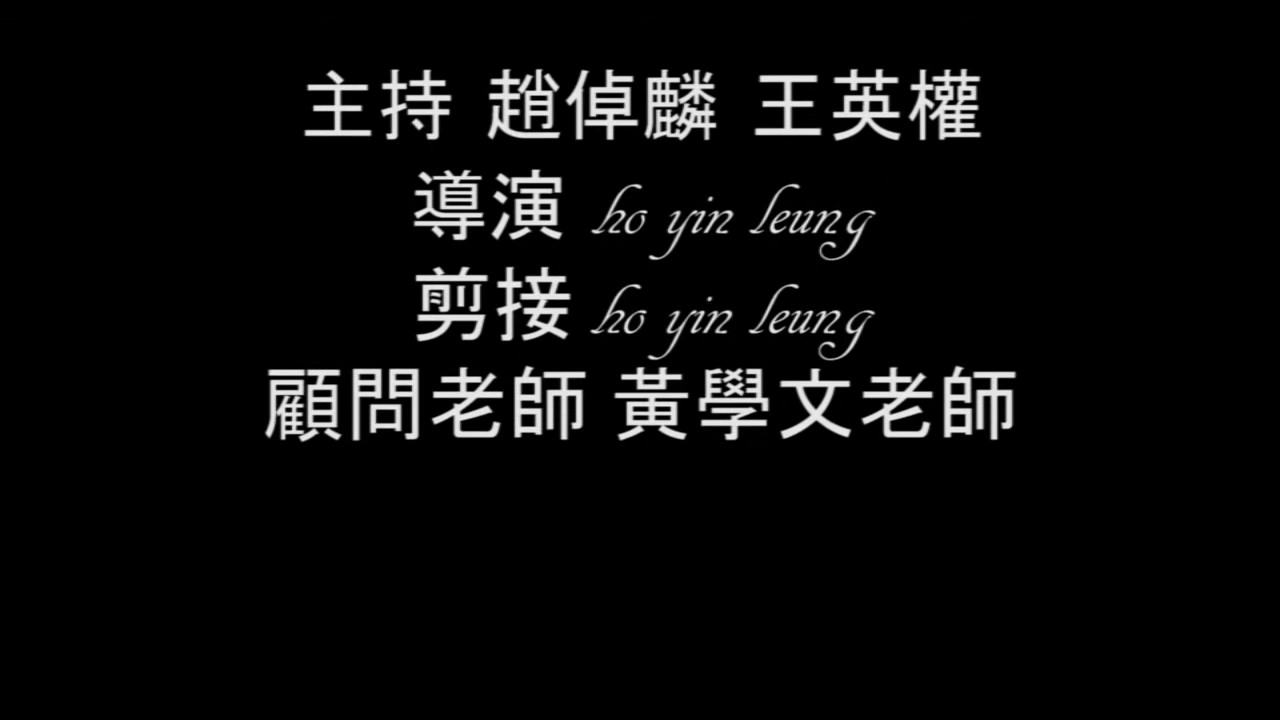 主持 趙倬麟 王英權
導演 ho yin leung
剪接 ho yin leung
顧問老師 黃學文老師